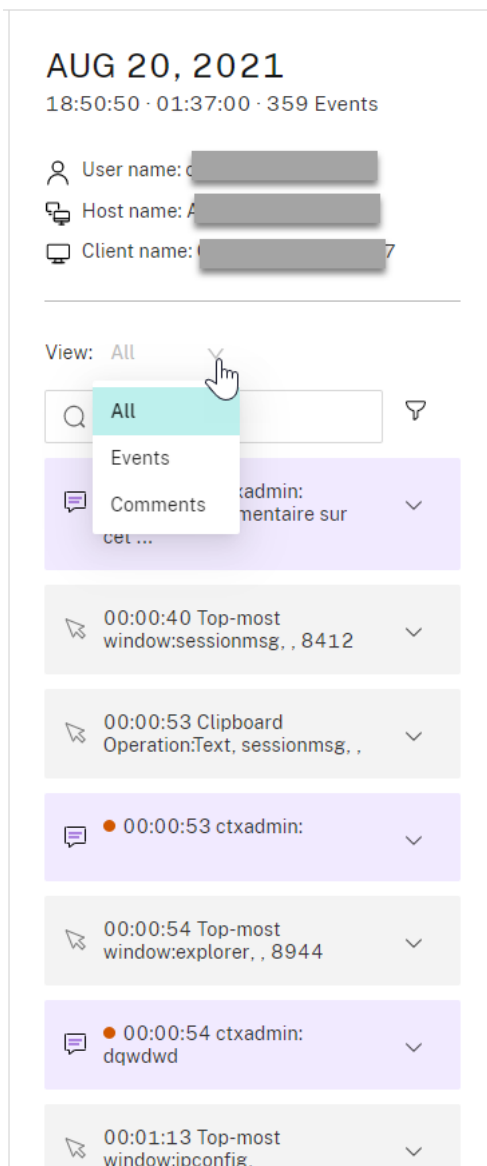 AUG 20, 2021
18:50:50 · 01:37:00 · 359 Events
User name:
Host name:
Client name: 7
View: All
All
Events
Comments
cet ...
00:00:40 Top-most
window:sessionmsg, , 8412
00:00:53 Clipboard
Operation:Text, sessionmsg, ,
00:00:53 ctxadmin:
00:00:54 Top-most
window:explorer, , 8944
00:00:54 ctxadmin:
dqwdwd
00:01:13 Top-most
window:ipconfig,